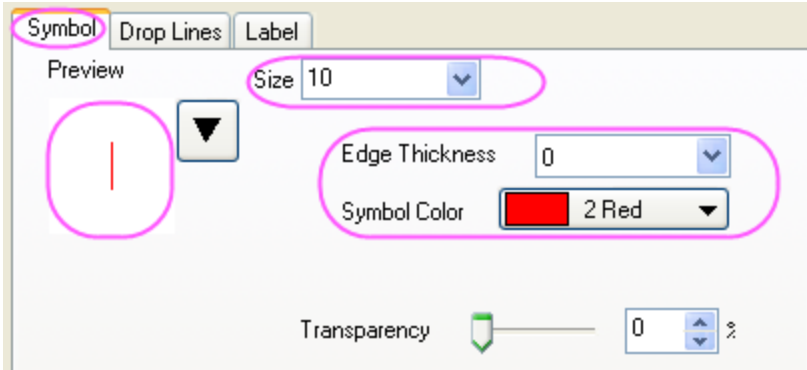 Symbol Drop Lines Label
Preview
Size 10
Edge Thickness 0
Symbol Color 2 Red
Transparency 0 %